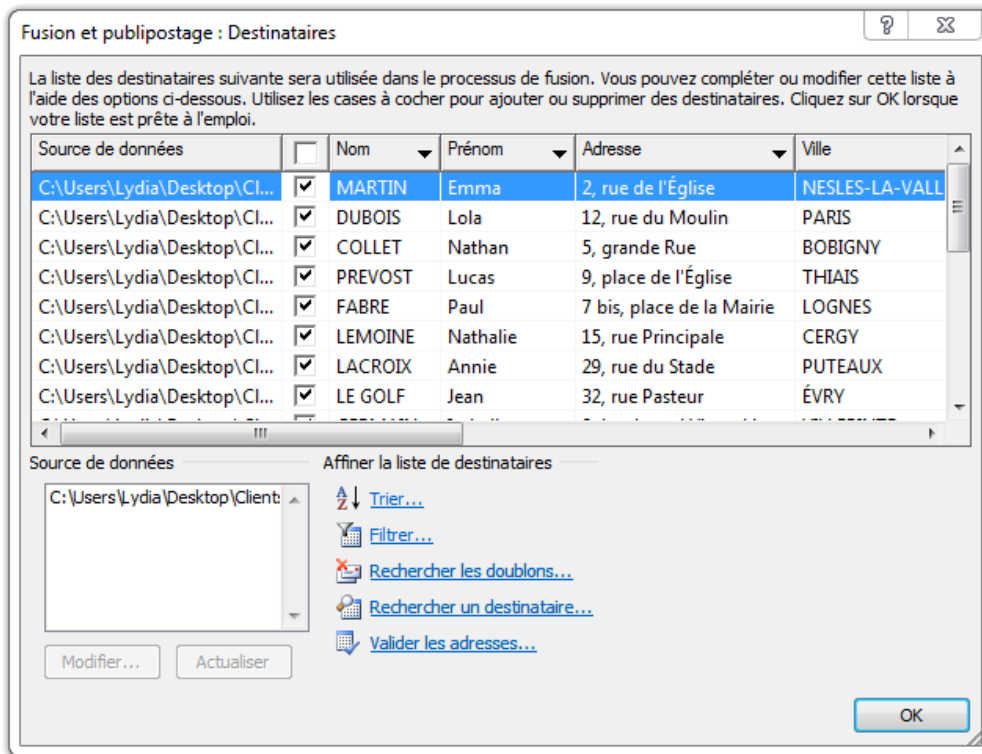 Fusion et publipostage : Destinataires
La liste des destinataires suivante sera utilisée dans le processus de fusion. Vous pouvez compléter ou modifier cette liste à
l'aide des options ci-dessous. Utilisez les cases à cocher pour ajouter ou supprimer des destinataires. Cliquez sur OK lorsque
votre liste est prête à l'emploi.
Source de données Nom Prénom Adresse Ville
C:\Users\Lydia\Desktop\Cl... MARTIN Emma 2, rue de l'Église NESLES-LA-VALL
C:\Users\Lydia\Desktop\Cl... DUBOIS Lola 12, rue du Moulin PARIS
C:\Users\Lydia\Desktop\Cl... COLLET Nathan 5, grande Rue BOBIGNY
C:\Users\Lydia\Desktop\Cl... PREVOST Lucas 9, place de l'Église THIAIS
C:\Users\Lydia\Desktop\Cl... FABRE Paul 7 bis, place de la Mairie LOGNES
C:\Users\Lydia\Desktop\Cl... LEMOINE Nathalie 15, rue Principale CERGY
C:\Users\Lydia\Desktop\Cl... LACROIX Annie 29, rue du Stade PUTEAUX
C:\Users\Lydia\Desktop\Cl... LE GOLF Jean 32, rue Pasteur ÉVRY
Source de données
Affiner la liste de destinataires
C:\Users\Lydia\Desktop\Client
Trier...
Filtrer...
Rechercher les doublons...
Rechercher un destinataire...
Valider les adresses...
Modifier... Actualiser
OK